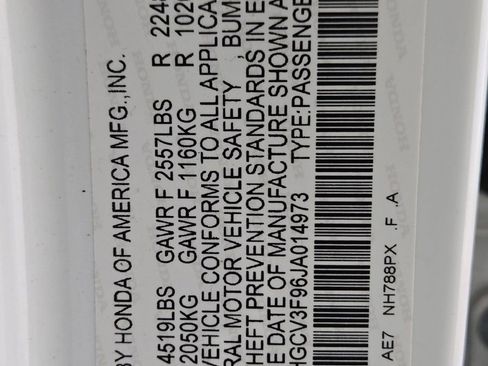 BY HONDA OF AMERICA MFG.,INC.
4519LBS GAWR F 2557LBS R 224
2050KG GAWR F 1160KG R 102
VEHICLE CONFORMS TO ALL APPLICA
RAL MOTOR VEHICLE SAFETY, BUM
HEFT PREVENTION STANDARDS IN E
E DATE OF MANUFACTURE SHOWN A
HGCV3F96JA014973 TYPE:PASSENGE
AE7 NH788PX .F .A
HONDA